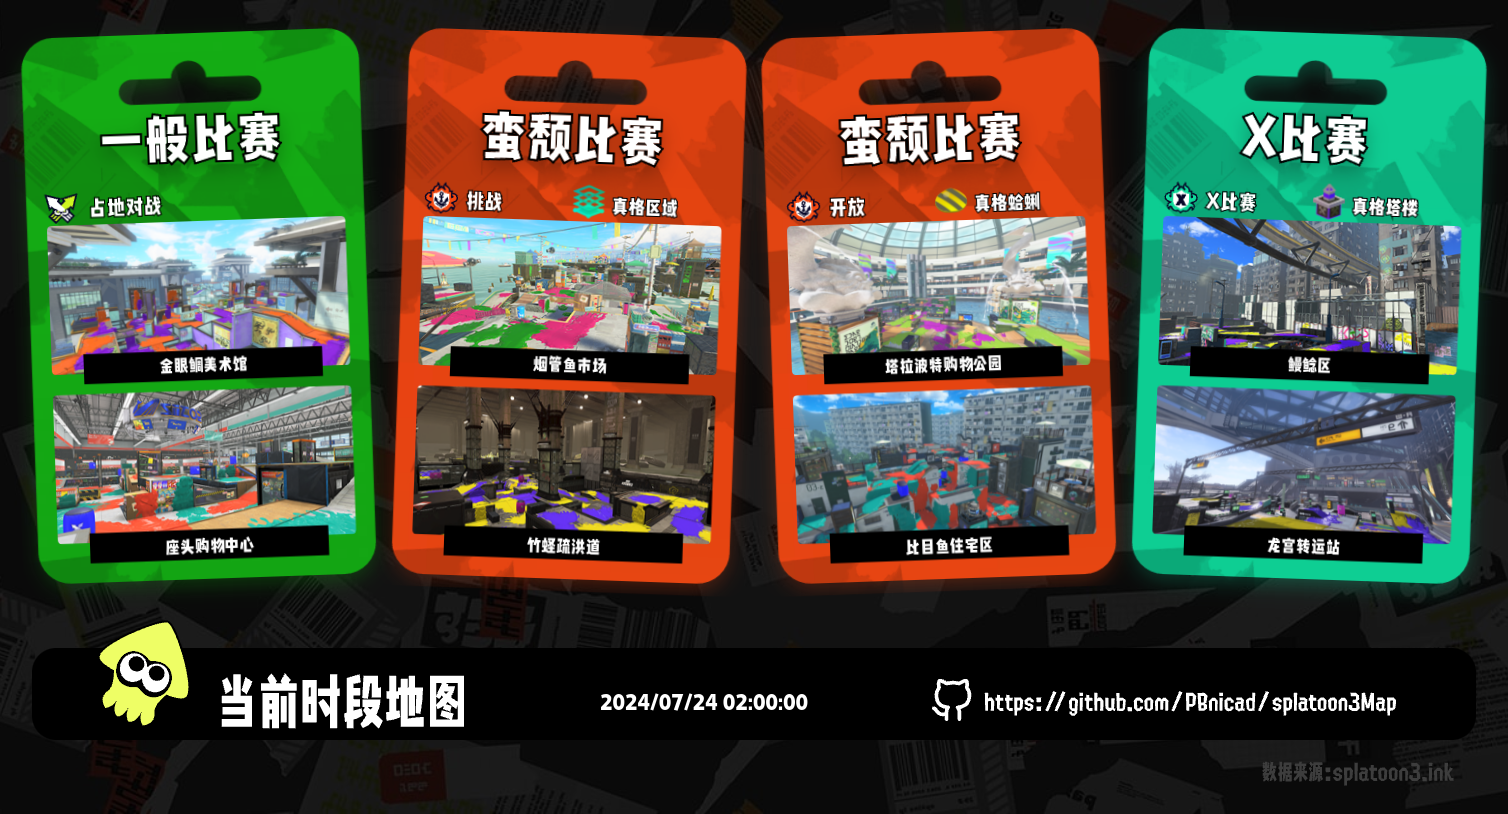 一般比赛
占地对战
金眼鲷美术馆
座头购物中心
蛮颓比赛
挑战
真格区域
烟管鱼市场
竹蛏疏洪道
蛮颓比赛
开放
真格蛤蜊
塔拉波特购物公园
比目鱼住宅区
X比赛
X比赛
真格塔楼
鳗鲶区
龙宫转运站
当前时段地图
2024/07/24 02:00:00
https://github.com/PBnicad/splatoon3Map
数据来源:splatoon3.ink